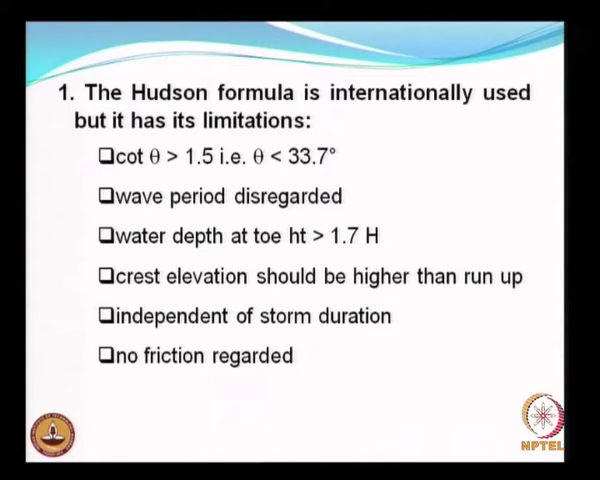 1. The Hudson formula is internationally used
but it has its limitations:
❑cot θ > 1.5 i.e. θ < 33.7°
❑wave period disregarded
❑water depth at toe ht > 1.7 H
❑crest elevation should be higher than run up
❑independent of storm duration
❑no friction regarded
NPTEL